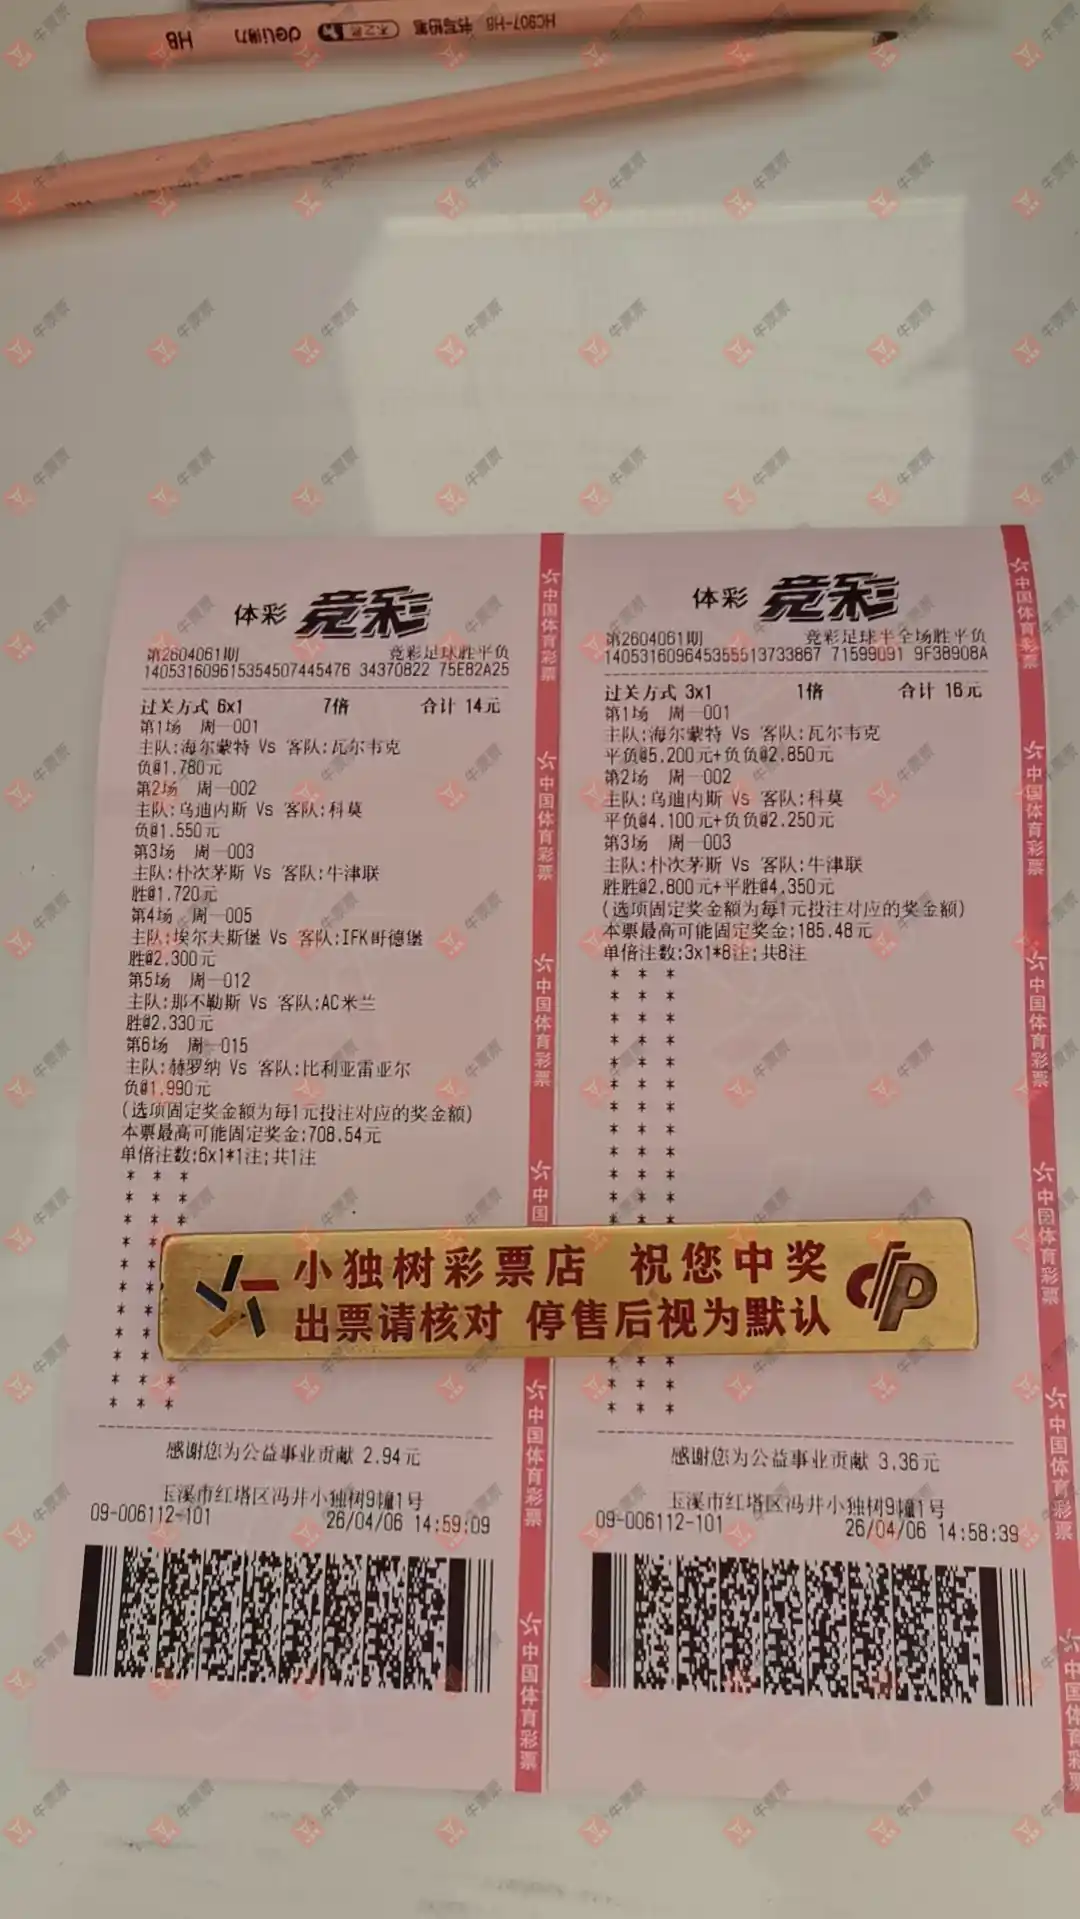 HC907-HB 书写铅笔 deli得力 HB
体彩 竞彩
第2604061期 竞彩足球胜平负
140531609615354507445476 34370822 75E82A25
过关方式 6x1 7倍 合计 14元
第1场 周一001
主队:海尔蒙特 Vs 客队:瓦尔韦克
负@1.780元
第2场 周一002
主队:乌迪内斯 Vs 客队:科莫
负@1.550元
第3场 周一003
主队:朴次茅斯 Vs 客队:牛津联
胜@1.720元
第4场 周一005
主队:埃尔夫斯堡 Vs 客队:IFK哥德堡
胜@2.300元
第5场 周一012
主队:那不勒斯 Vs 客队:AC米兰
胜@2.330元
第6场 周一015
主队:赫罗纳 Vs 客队:比利亚雷亚尔
负@1.990元
(选项固定奖金额为每1元投注对应的奖金额)
本票最高可能固定奖金:708.54元
单倍注数:6x1*1注;共1注
感谢您为公益事业贡献 2.94元
玉溪市红塔区冯井小独树9幢1号
09-006112-101 26/04/06 14:59:09
体彩 竞彩
第2604061期 竞彩足球半全场胜平负
140531609645355513733867 71599091 9F38908A
过关方式 3x1 1倍 合计 16元
第1场 周一001
主队:海尔蒙特 Vs 客队:瓦尔韦克
平负@5.200元+负负@2.850元
第2场 周一002
主队:乌迪内斯 Vs 客队:科莫
平负@4.100元+负负@2.250元
第3场 周一003
主队:朴次茅斯 Vs 客队:牛津联
胜胜@2.800元+平胜@4.350元
(选项固定奖金额为每1元投注对应的奖金额)
本票最高可能固定奖金:185.48元
单倍注数:3x1*8注;共8注
感谢您为公益事业贡献 3.36元
玉溪市红塔区冯井小独树9幢1号
09-006112-101 26/04/06 14:58:39
小独树彩票店 祝您中奖
出票请核对 停售后视为默认
中国体育彩票
牛票票